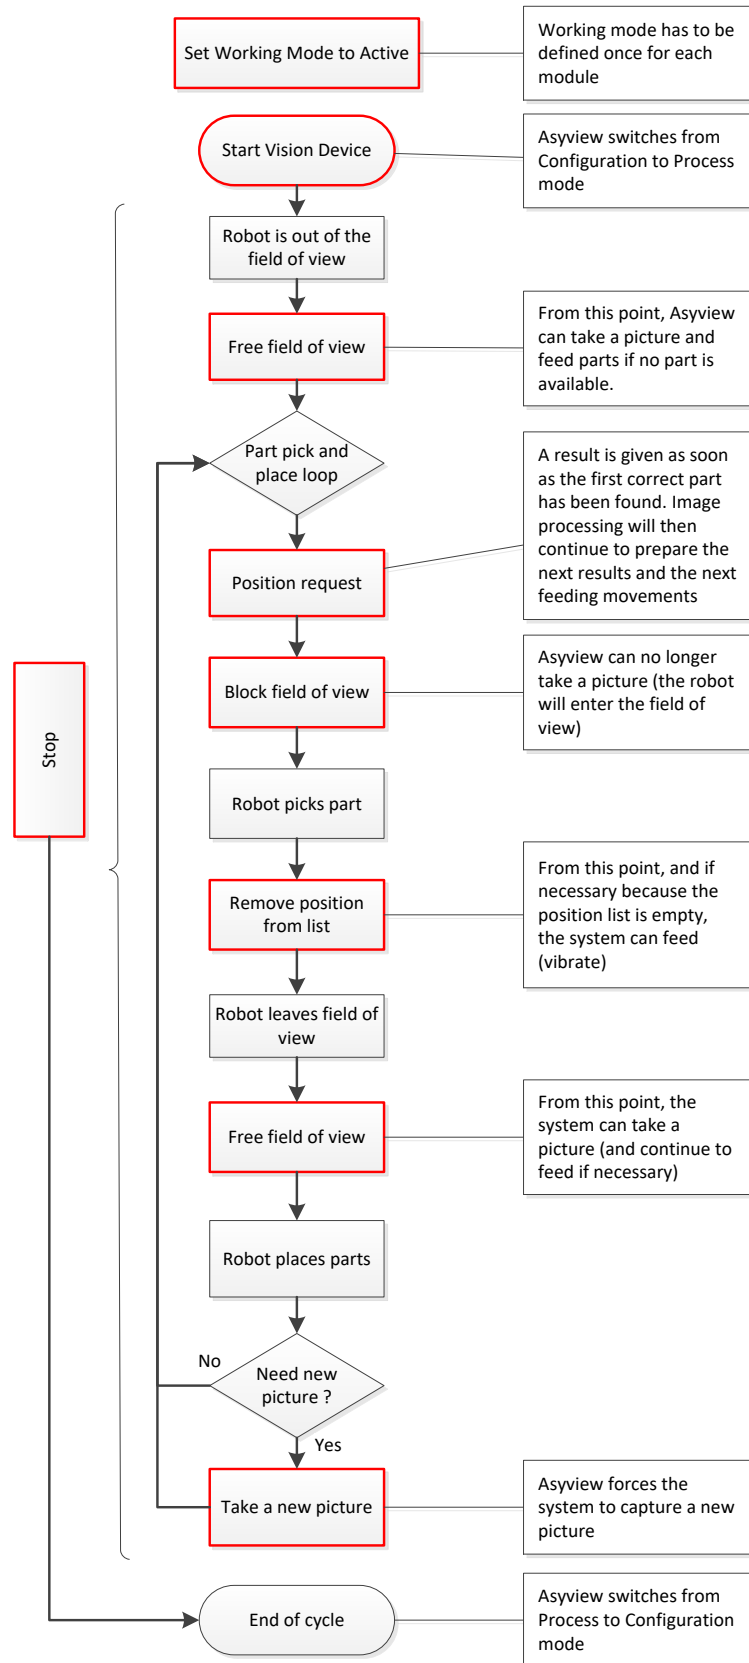 Set Working Mode to Active
Working mode has to be
defined once for each
module
Start Vision Device
Asyview switches from
Configuration to Process
mode
Robot is out of the
field of view
Free field of view
From this point, Asyview
can take a picture and
feed parts if no part is
available.
Part pick and
place loop
A result is given as soon
as the first correct part
has been found. Image
processing will then
continue to prepare the
next results and the next
feeding movements
Position request
Block field of view
Asyview can no longer
take a picture (the robot
will enter the field of
view)
Stop
Robot picks part
Remove position
from list
From this point, and if
necessary because the
position list is empty,
the system can feed
(vibrate)
Robot leaves field of
view
Free field of view
From this point, the
system can take a
picture (and continue to
feed if necessary)
Robot places parts
No
Need new
picture ?
Yes
Take a new picture
Asyview forces the
system to capture a new
picture
End of cycle
Asyview switches from
Process to Configuration
mode